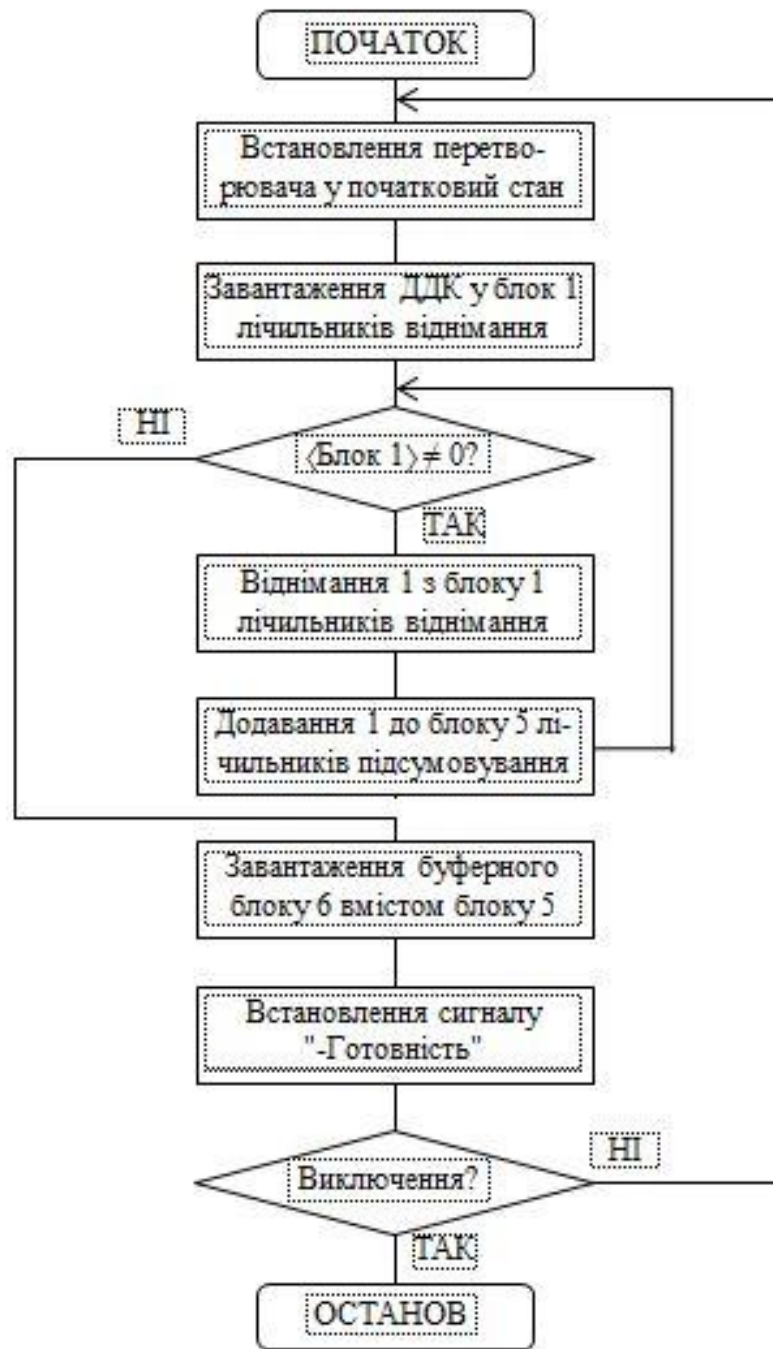 ПОЧАТОК
Встановлення перетво-
рювача у початковий стан
Завантаження ДДК у блок 1
лічильників віднімання
НІ
⟨Блок 1⟩ ≠ 0?
ТАК
Віднімання 1 з блоку 1
лічильників віднімання
Додавання 1 до блоку 5 лі-
чильників підсумовування
Завантаження буферного
блоку 6 вмістом блоку 5
Встановлення сигналу
"-Готовність"
НІ
Виключення?
ТАК
ОСТАНОВ